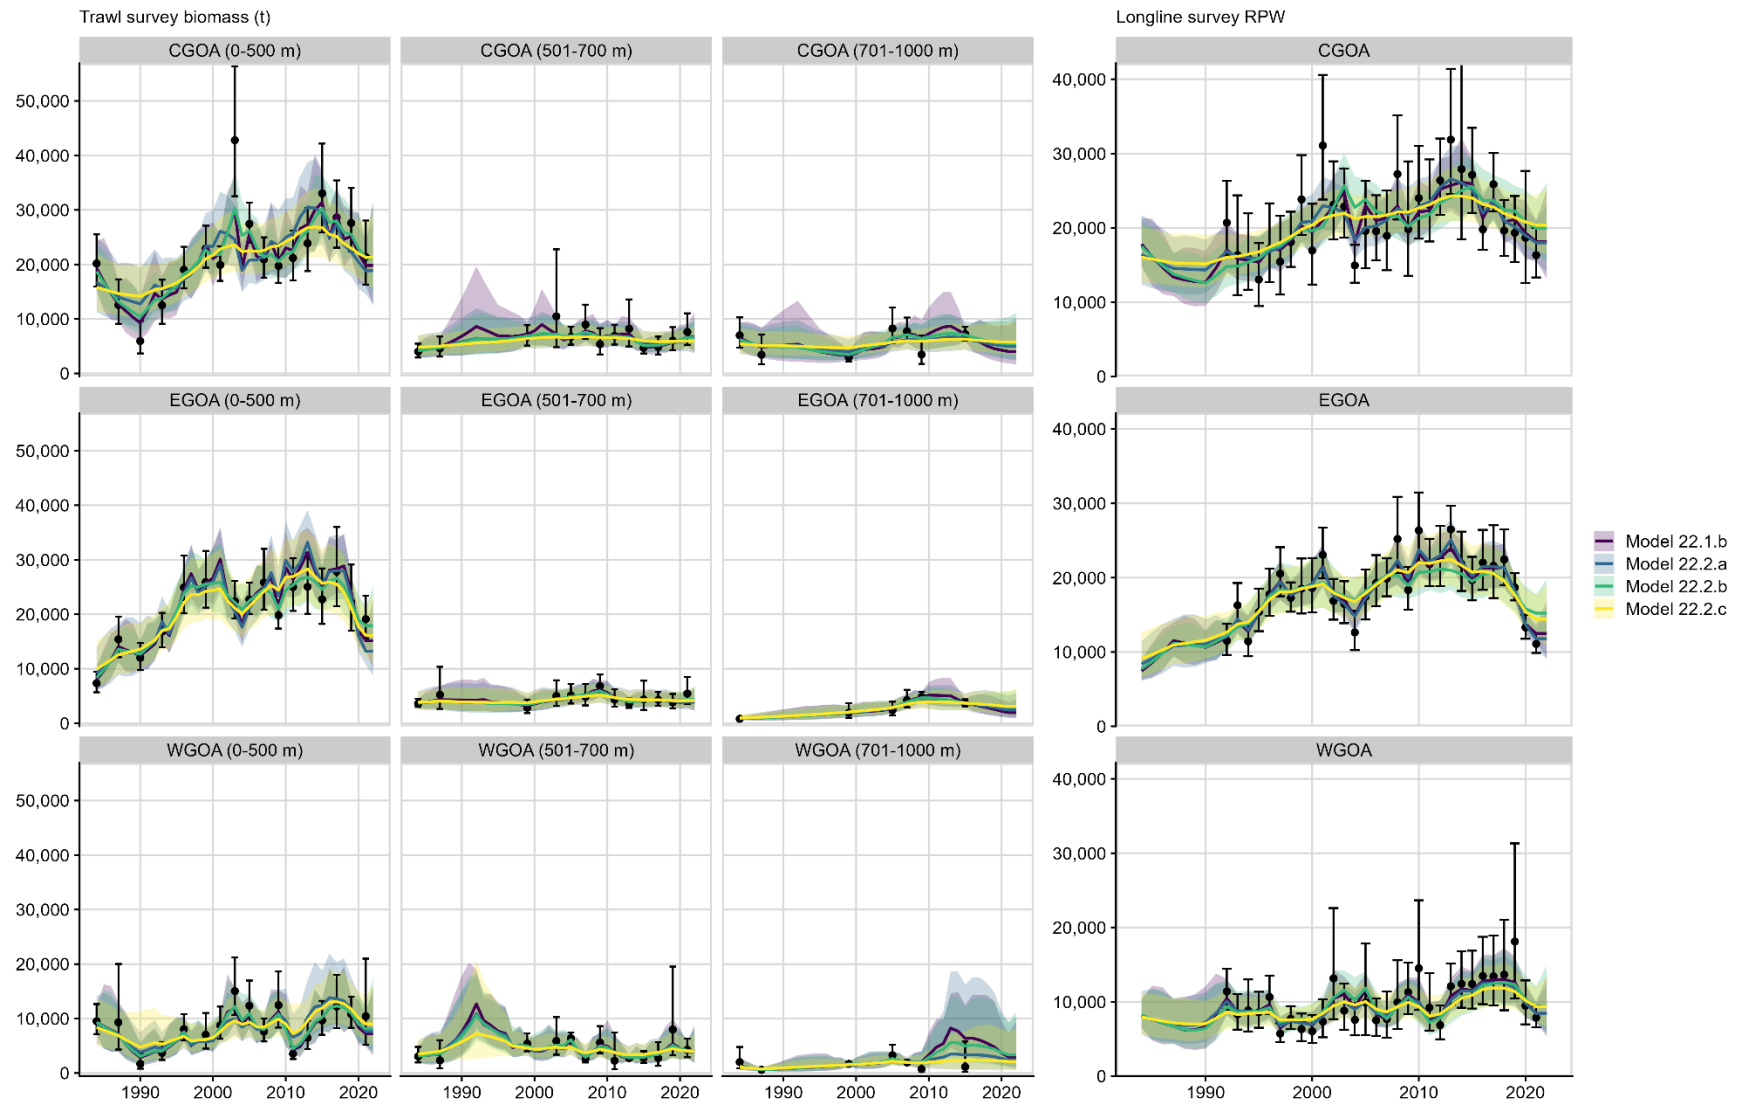 Trawl survey biomass (t)
Longline survey RPW
CGOA (0-500 m)
CGOA (501-700 m)
CGOA (701-1000 m)
CGOA
50,000
40,000
30,000
20,000
10,000
0
40,000
30,000
20,000
10,000
0
EGOA (0-500 m)
EGOA (501-700 m)
EGOA (701-1000 m)
EGOA
50,000
40,000
30,000
20,000
10,000
0
40,000
30,000
20,000
10,000
0
Model 22.1.b
Model 22.2.a
Model 22.2.b
Model 22.2.c
WGOA (0-500 m)
WGOA (501-700 m)
WGOA (701-1000 m)
WGOA
50,000
40,000
30,000
20,000
10,000
0
40,000
30,000
20,000
10,000
0
1990 2000 2010 2020
1990 2000 2010 2020
1990 2000 2010 2020
1990 2000 2010 2020